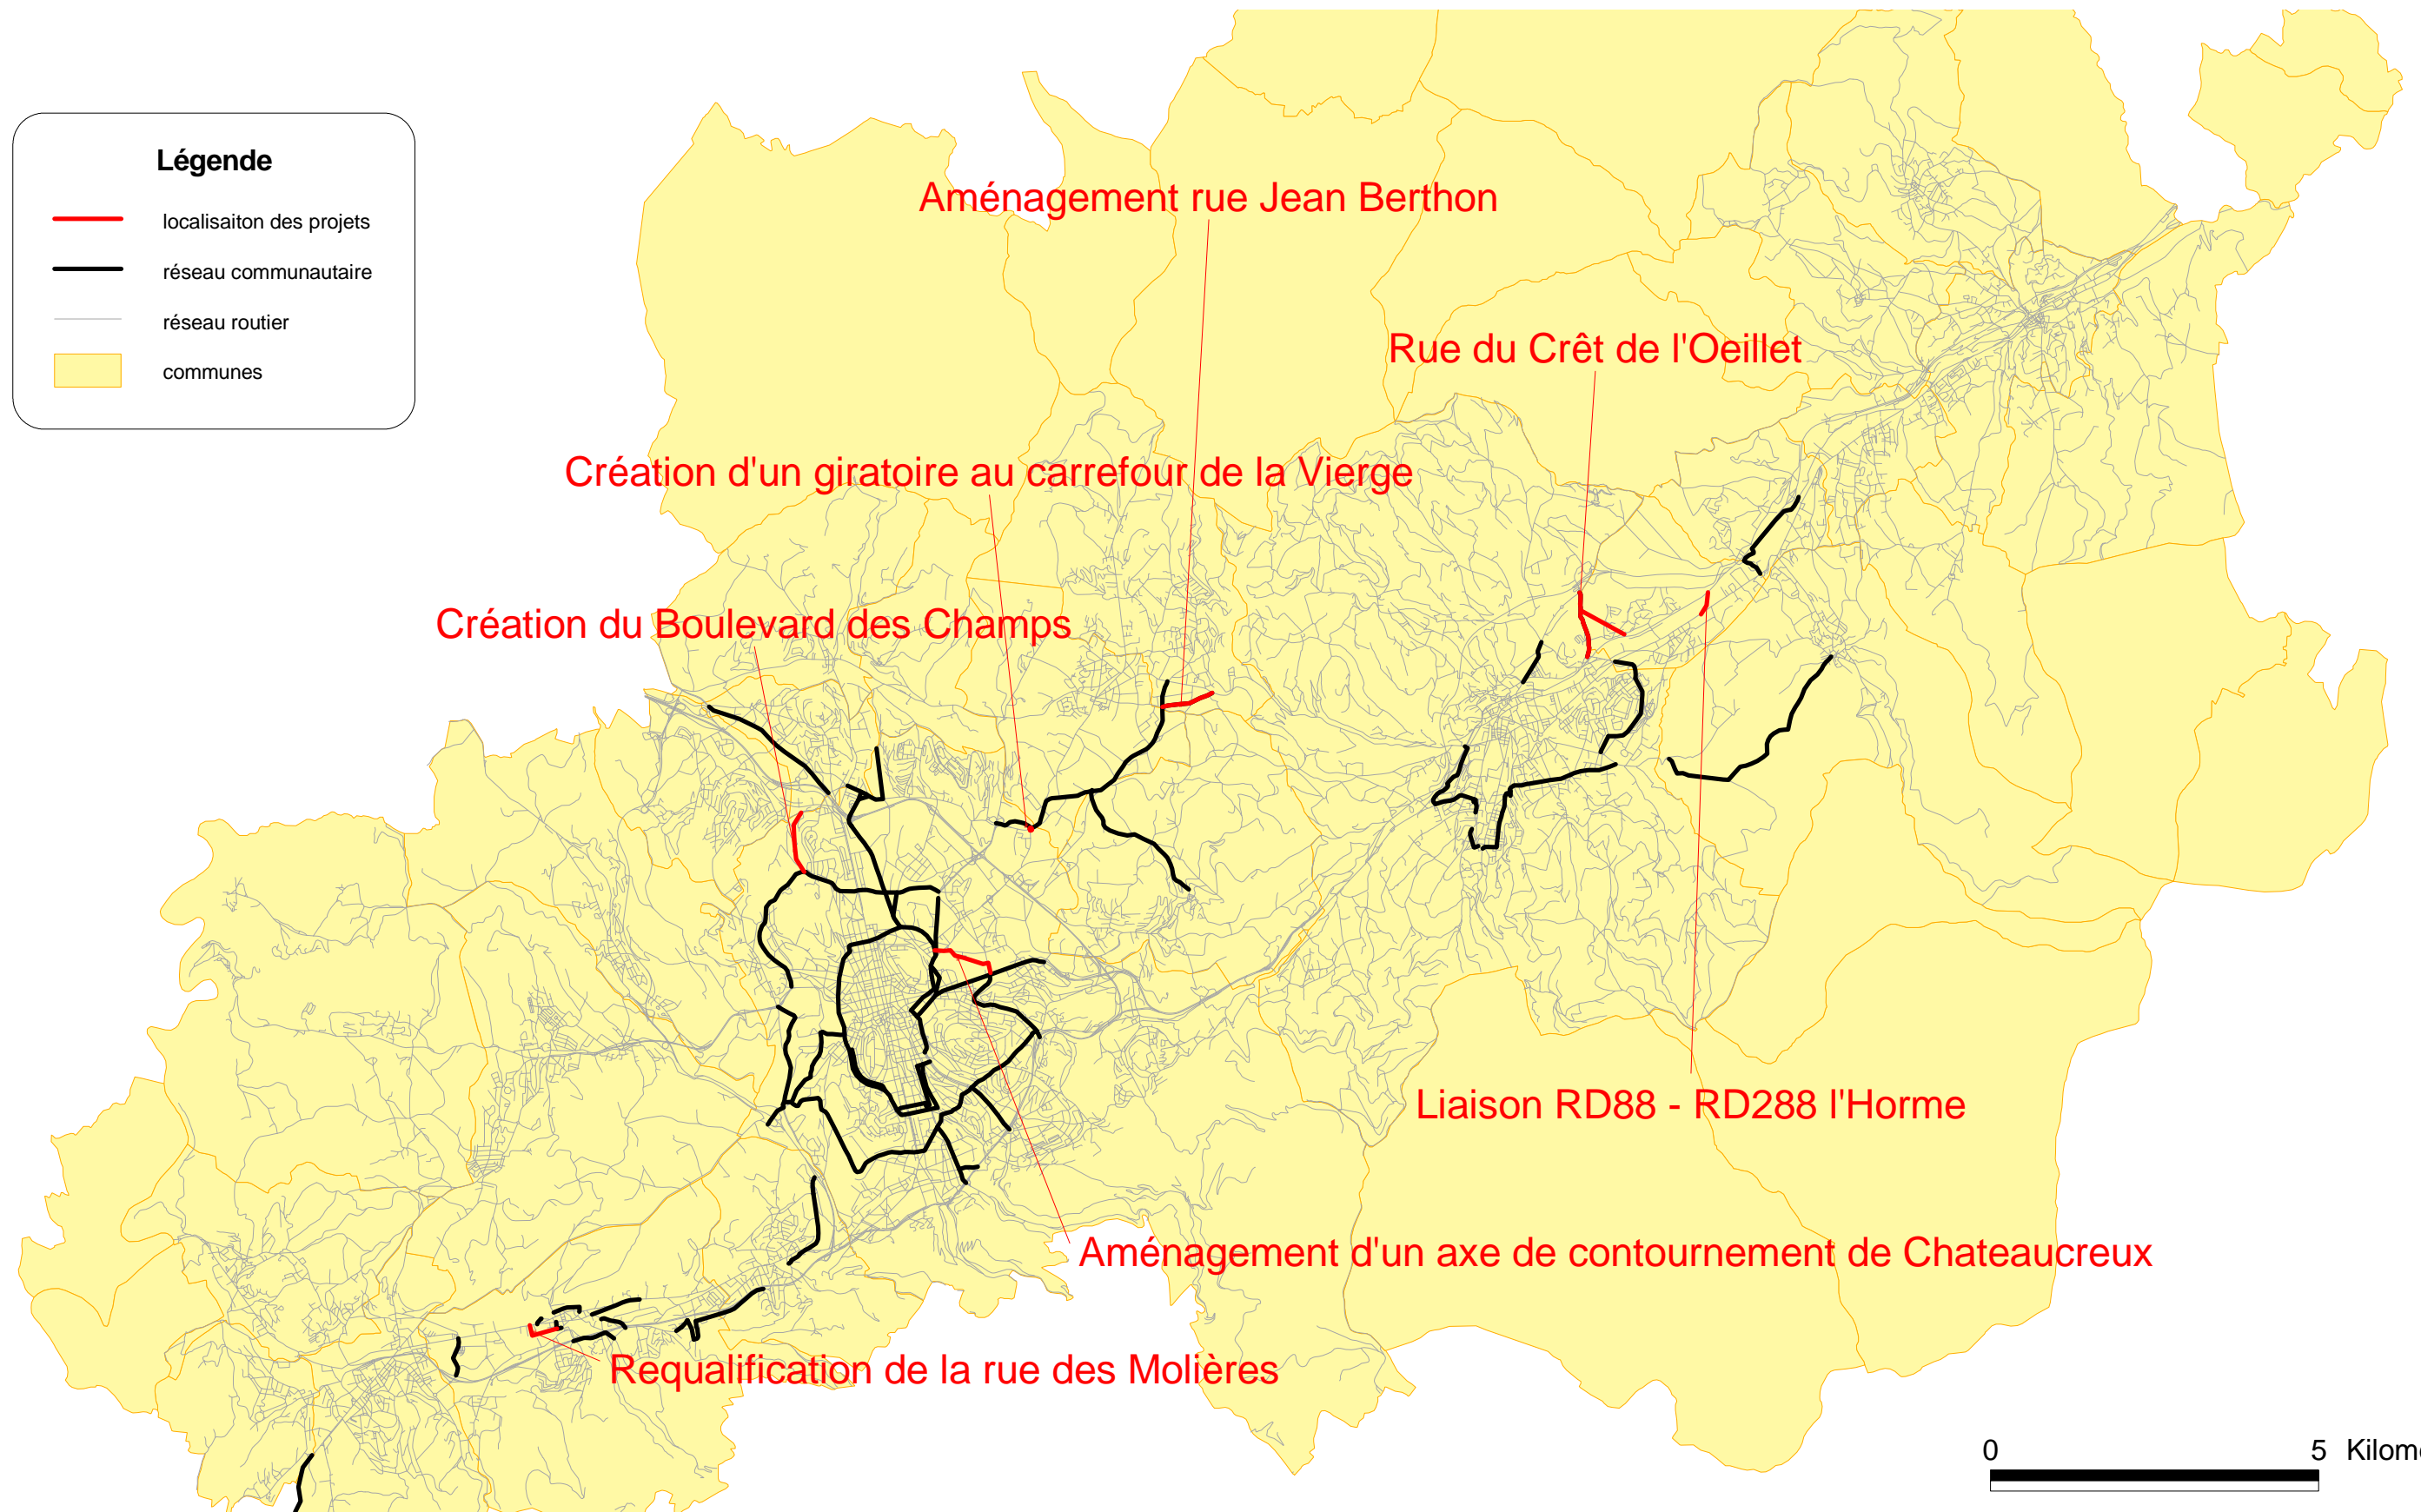 Légende
localisaiton des projets
réseau communautaire
réseau routier
communes
Aménagement rue Jean Berthon
Rue du Crêt de l'Oeillet
Création d'un giratoire au carrefour de la Vierge
Création du Boulevard des Champs
Liaison RD88 - RD288 l'Horme
Aménagement d'un axe de contournement de Chateaucreux
Requalification de la rue des Molières
0 5 Kilom